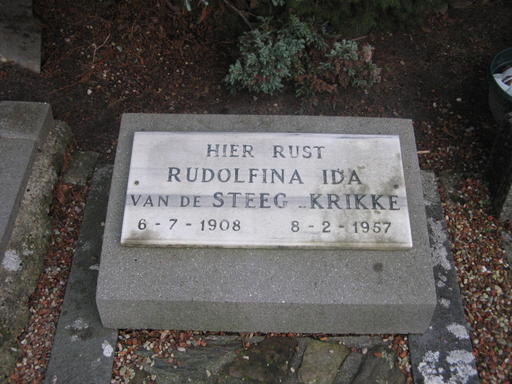 HIER RUST
RUDOLFINA IDA
VAN DE STEEG - KRIKKE
6-7-1908 8-2-1957